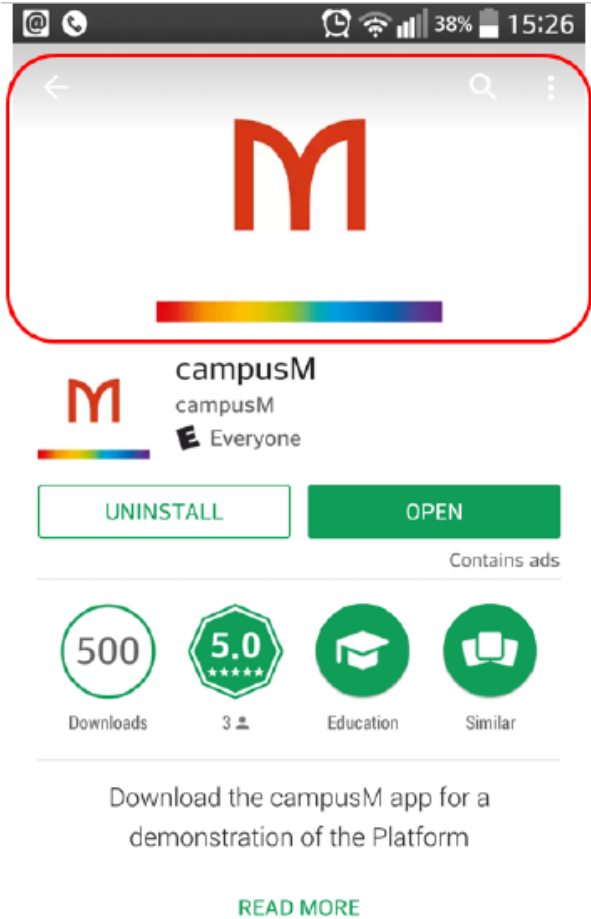 38% 15:26
M
M
campusM
campusM
E Everyone
UNINSTALL
OPEN
Contains ads
500
5.0
Downloads
3
Education
Similar
Download the campusM app for a
demonstration of the Platform
READ MORE